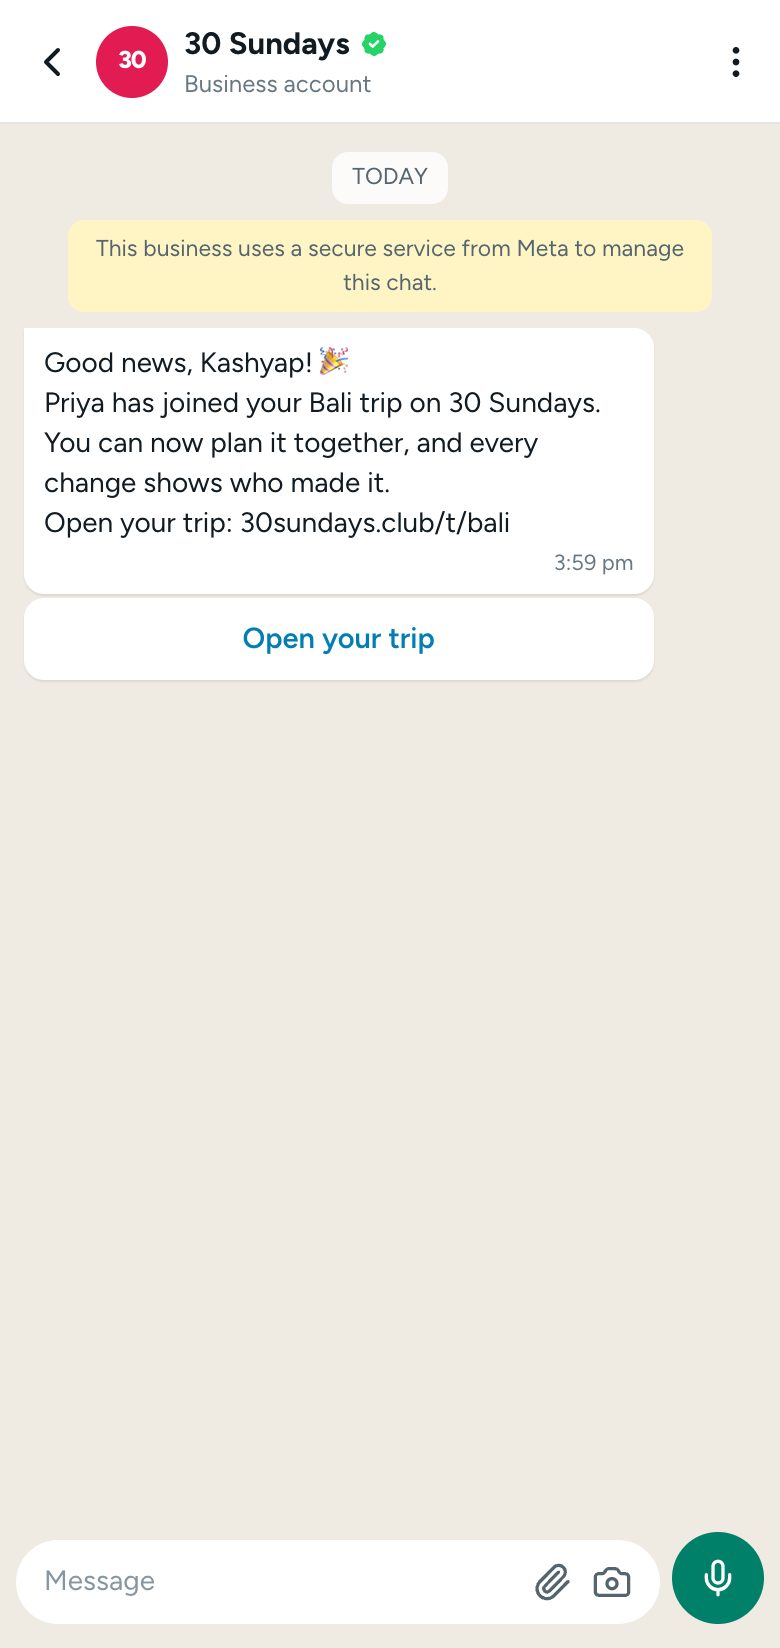 30
30 Sundays
Business account
TODAY
This business uses a secure service from Meta to manage
this chat.
Good news, Kashyap! 🎉
Priya has joined your Bali trip on 30 Sundays.
You can now plan it together, and every
change shows who made it.
Open your trip: 30sundays.club/t/bali
3:59 pm
Open your trip
Message